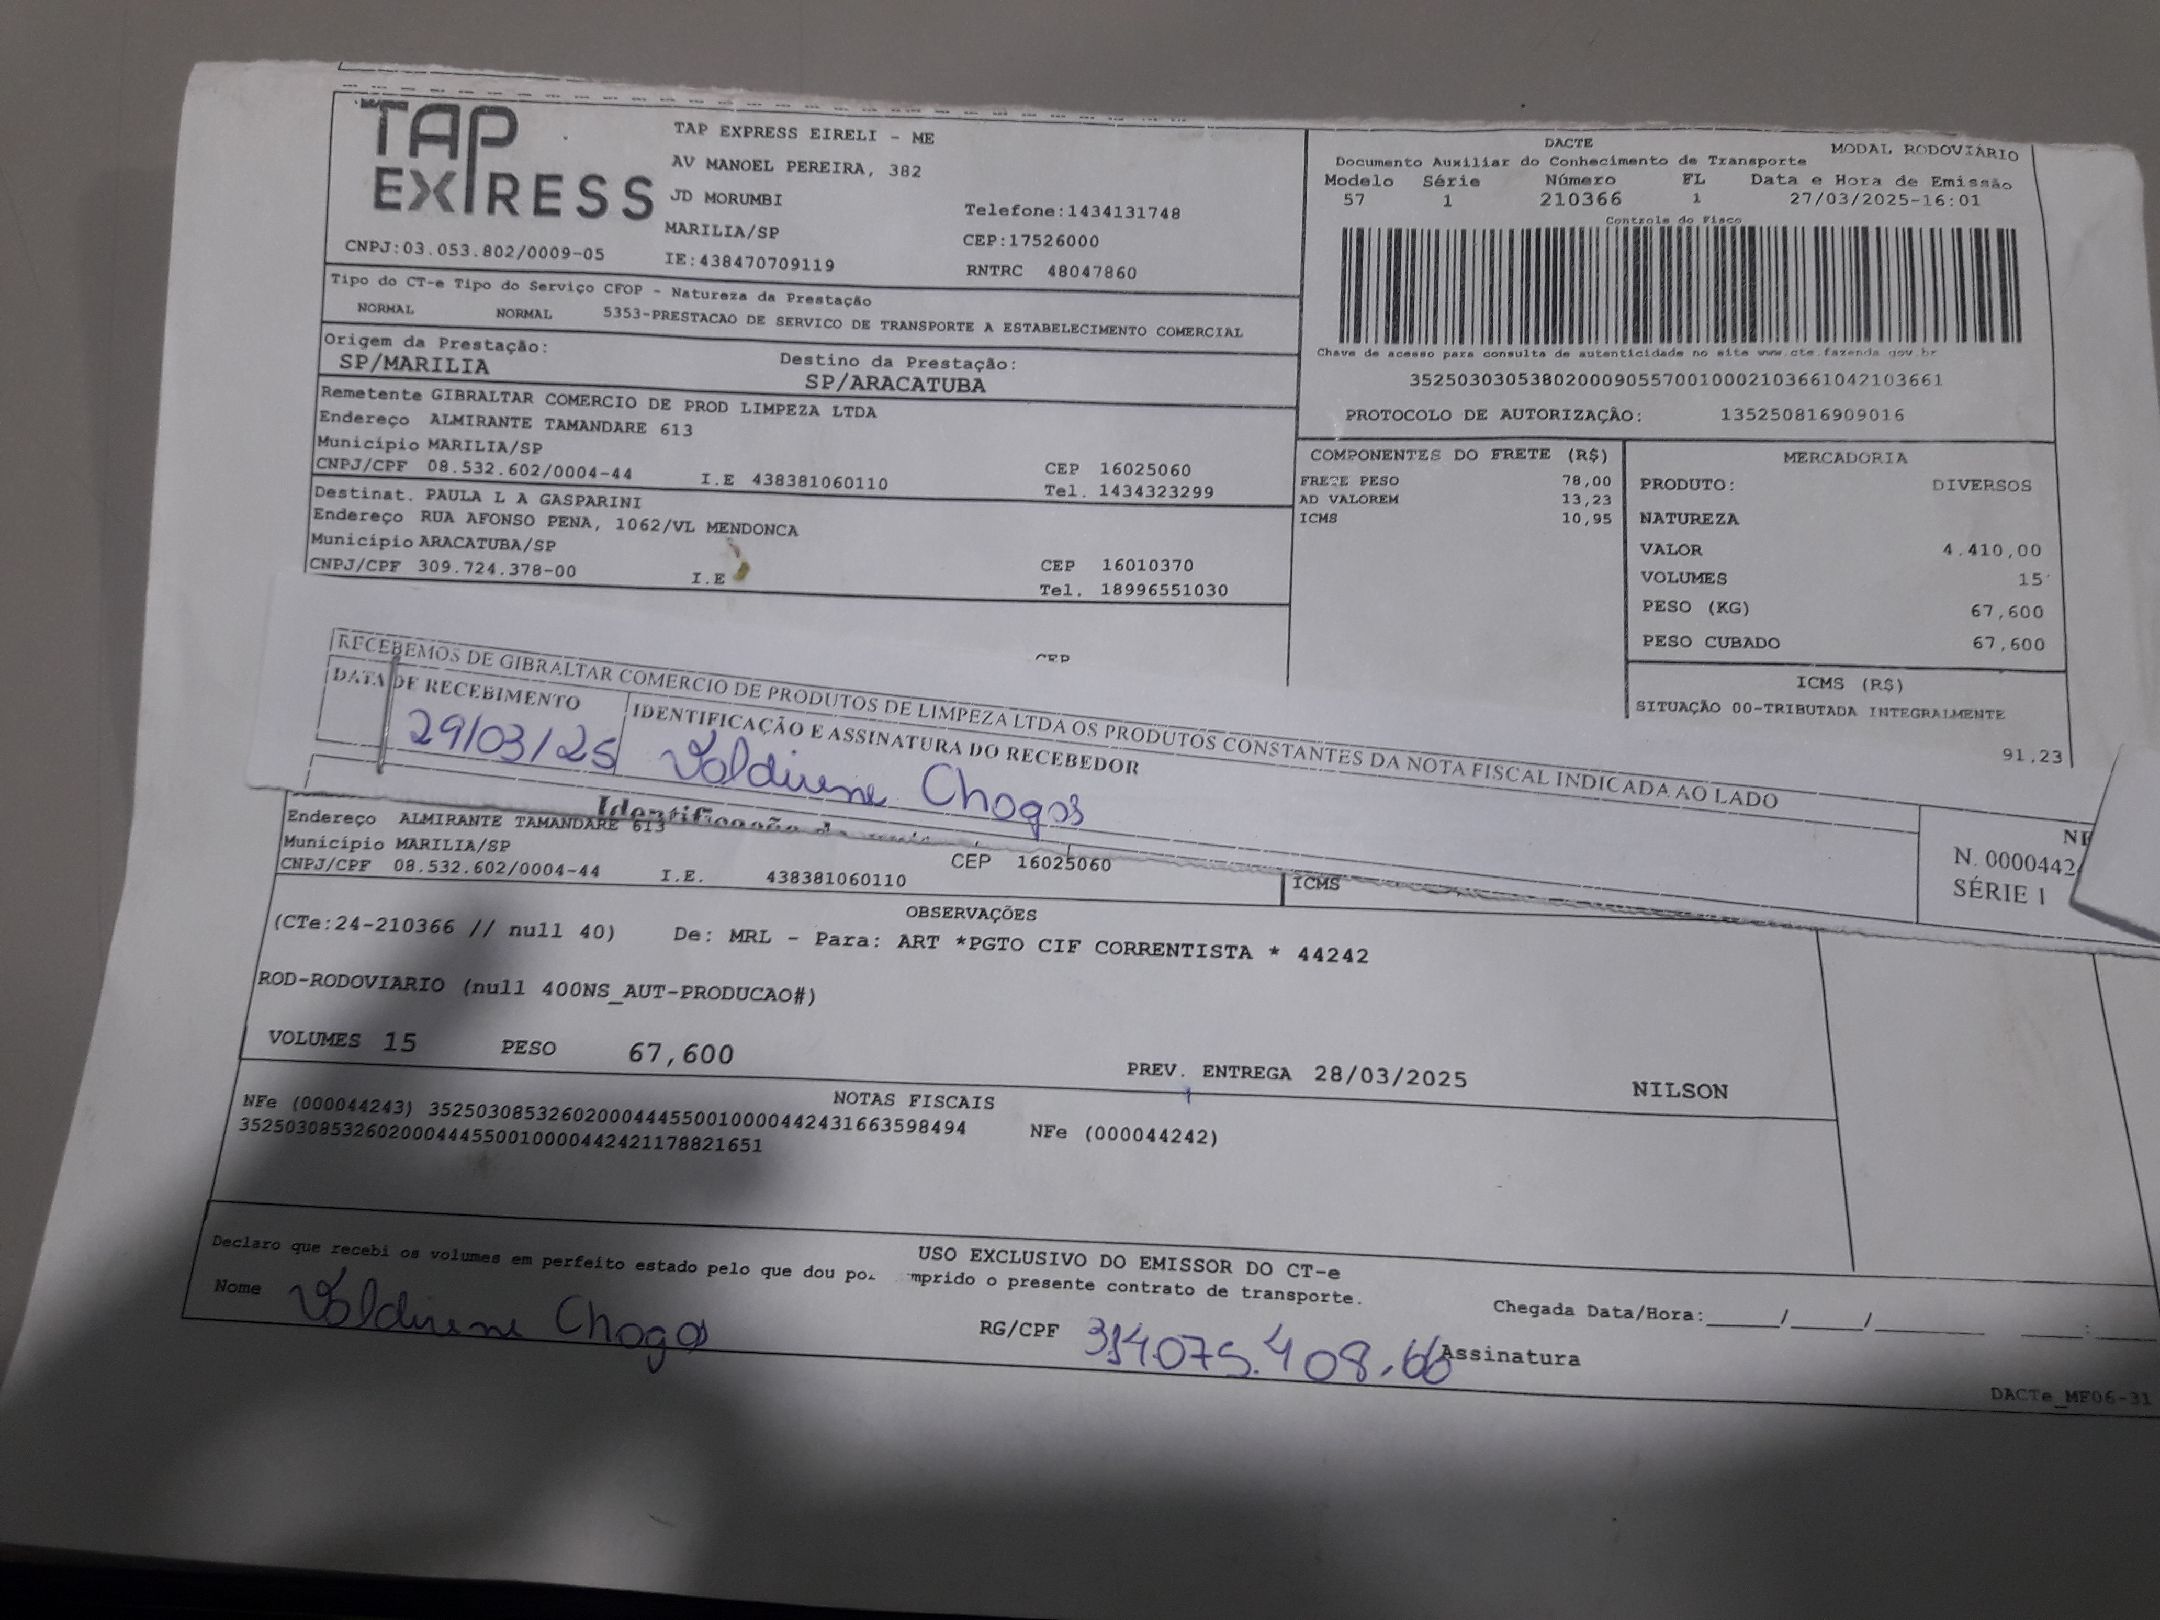 TAP EXPRESS
TAP EXPRESS EIRELI - ME
AV MANOEL PEREIRA, 382
JD MORUMBI
Telefone:1434131748
MARILIA/SP
CEP:17526000
CNPJ:03.053.802/0009-05
IE:438470709119
RNTRC 48047860
DACTE
MODAL RODOVIÁRIO
Documento Auxiliar do Conhecimento de Transporte
Modelo Série Número FL Data e Hora de Emissão
57 1 210366 1 27/03/2025-16:01
Controle do Fisco
Chave de acesso para consulta de autenticidade no site www.cte.fazenda.gov.br
35250303053802000905570010002103661042103661
PROTOCOLO DE AUTORIZAÇÃO: 135250816909016
Tipo do CT-e Tipo do Serviço CFOP - Natureza da Prestação
NORMAL NORMAL 5353-PRESTACAO DE SERVICO DE TRANSPORTE A ESTABELECIMENTO COMERCIAL
Origem da Prestação: Destino da Prestação:
SP/MARILIA SP/ARACATUBA
Remetente GIBRALTAR COMERCIO DE PROD LIMPEZA LTDA
Endereço ALMIRANTE TAMANDARE 613
Município MARILIA/SP CEP 16025060
CNPJ/CPF 08.532.602/0004-44 I.E 438381060110 Tel. 1434323299
Destinat. PAULA L A GASPARINI
Endereço RUA AFONSO PENA, 1062/VL MENDONCA
Município ARACATUBA/SP CEP 16010370
CNPJ/CPF 309.724.378-00 I.E Tel. 18996551030
CEP
COMPONENTES DO FRETE (R$)
FRETE PESO 78,00
AD VALOREM 13,23
ICMS 10,95
MERCADORIA
PRODUTO: DIVERSOS
NATUREZA
VALOR 4.410,00
VOLUMES 15
PESO (KG) 67,600
PESO CUBADO 67,600
ICMS (R$)
SITUAÇÃO 00-TRIBUTADA INTEGRALMENTE
91,23
RECEBEMOS DE GIBRALTAR COMERCIO DE PRODUTOS DE LIMPEZA LTDA OS PRODUTOS CONSTANTES DA NOTA FISCAL INDICADA AO LADO
DATA DE RECEBIMENTO IDENTIFICAÇÃO E ASSINATURA DO RECEBEDOR
29/03/25 Valdirene Chagas
N. 00004424
SÉRIE 1
Endereço ALMIRANTE TAMANDARE 613
Município MARILIA/SP CEP 16025060
CNPJ/CPF 08.532.602/0004-44 I.E. 438381060110
ICMS
OBSERVAÇÕES
(CTe:24-210366 // null 40) De: MRL - Para: ART *PGTO CIF CORRENTISTA * 44242
ROD-RODOVIARIO (null 400NS_AUT-PRODUCAO#)
VOLUMES 15 PESO 67,600 PREV. ENTREGA 28/03/2025 NILSON
NOTAS FISCAIS
NFe (000044243) 35250308532602000444550010000442431663598494 NFe (000044242)
35250308532602000444550010000442421178821651
USO EXCLUSIVO DO EMISSOR DO CT-e
Declaro que recebi os volumes em perfeito estado pelo que dou po mprido o presente contrato de transporte.
Nome Valdirene Chagas RG/CPF 314075.408.66 Assinatura
Chegada Data/Hora:____/____/____ __:__
DACTe_MF06-31